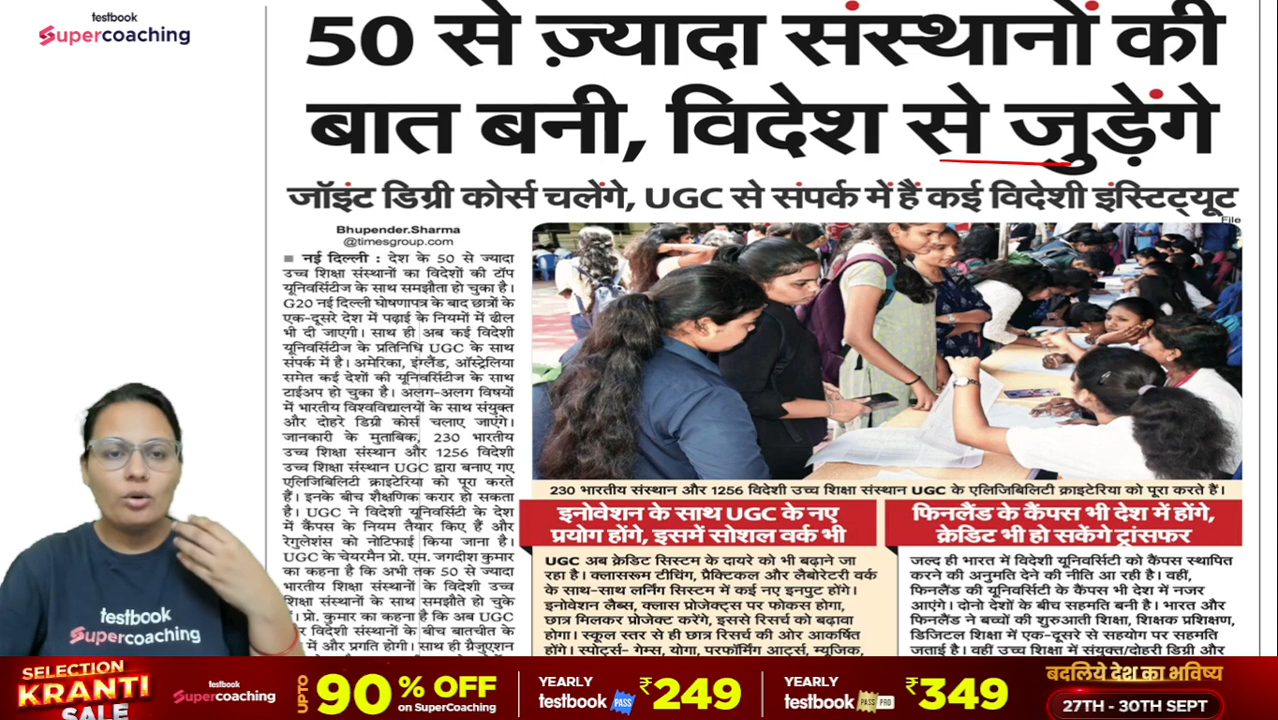 testbook
Supercoaching
50 से ज़्यादा संस्थानों की
बात बनी, विदेश से जुड़ेंगे
जॉइंट डिग्री कोर्स चलेंगे, UGC से संपर्क में हैं कई विदेशी इंस्टिट्यूट
File
Bhupender.Sharma
@timesgroup.com
नई दिल्ली : देश के 50 से ज्यादा
उच्च शिक्षा संस्थानों का विदेशों की टॉप
यूनिवर्सिटीज के साथ समझौता हो चुका है।
G20 नई दिल्ली घोषणापत्र के बाद छात्रों के
एक-दूसरे देश में पढ़ाई के नियमों में ढील
भी दी जाएगी। साथ ही अब कई विदेशी
यूनिवर्सिटीज के प्रतिनिधि UGC के साथ
संपर्क में है। अमेरिका, इंग्लैंड, ऑस्ट्रेलिया
समेत कई देशों की यूनिवर्सिटीज के साथ
टाईअप हो चुका है। अलग-अलग विषयों
में भारतीय विश्वविद्यालयों के साथ संयुक्त
और दोहरे डिग्री कोर्स चलाए जाएंगे।
जानकारी के मुताबिक, 230 भारतीय
उच्च शिक्षा संस्थान और 1256 विदेशी
उच्च शिक्षा संस्थान UGC द्वारा बनाए गए
एलिजिबिलिटी क्राइटेरिया को पूरा करते
हैं। इनके बीच शैक्षणिक करार हो सकता
है। UGC ने विदेशी यूनिवर्सिटी के देश
में कैंपस के नियम तैयार किए हैं और
रेगुलेशंस को नोटिफाई किया जाना है।
UGC के चेयरमैन प्रो. एम. जगदीश कुमार
का कहना है कि अभी तक 50 से ज्यादा
भारतीय शिक्षा संस्थानों के विदेशी उच्च
शिक्षा संस्थानों के साथ समझौते हो चुके
। प्रो. कुमार का कहना है कि अब UGC
विदेशी संस्थानों के बीच बातचीत के
में और प्रगति होगी। साथ ही ग्रैजुएशन
230 भारतीय संस्थान और 1256 विदेशी उच्च शिक्षा संस्थान UGC के एलिजिबिलिटी क्राइटेरिया को पूरा करते हैं।
इनोवेशन के साथ UGC के नए
प्रयोग होंगे, इसमें सोशल वर्क भी
UGC अब क्रेडिट सिस्टम के दायरे को भी बढ़ाने जा
रहा है। क्लासरूम टीचिंग, प्रैक्टिकल और लैबोरेटरी वर्क
के साथ-साथ लर्निंग सिस्टम में कई नए इनपुट होंगे।
इनोवेशन लैब्स, क्लास प्रोजेक्ट्स पर फोकस होगा,
छात्र मिलकर प्रोजेक्ट करेंगे, इससे रिसर्च को बढ़ावा
होगा। स्कूल स्तर से ही छात्र रिसर्च की ओर आकर्षित
होंगे। स्पोर्ट्स- गेम्स, योगा, परफॉर्मिंग आर्ट्स, म्यूजिक,
फिनलैंड के कैंपस भी देश में होंगे,
क्रेडिट भी हो सकेंगे ट्रांसफर
जल्द ही भारत में विदेशी यूनिवर्सिटी को कैंपस स्थापित
करने की अनुमति देने की नीति आ रही है। वहीं,
फिनलैंड की यूनिवर्सिटी के कैंपस भी देश में नजर
आएंगे। दोनो देशों के बीच सहमति बनी है। भारत और
फिनलैंड ने बच्चों की शुरुआती शिक्षा, शिक्षक प्रशिक्षण,
डिजिटल शिक्षा में एक-दूसरे से सहयोग पर सहमति
जताई है। वहीं उच्च शिक्षा में संयुक्त/दोहरी डिग्री और
testbook
Supercoaching
SELECTION
KRANTI
SALE
testbook
Supercoaching
UPTO 90% OFF
on SuperCoaching
YEARLY
testbook PASS
₹249
YEARLY
testbook PASS PRO
₹349
बदलिये देश का भविष्य
27TH - 30TH SEPT